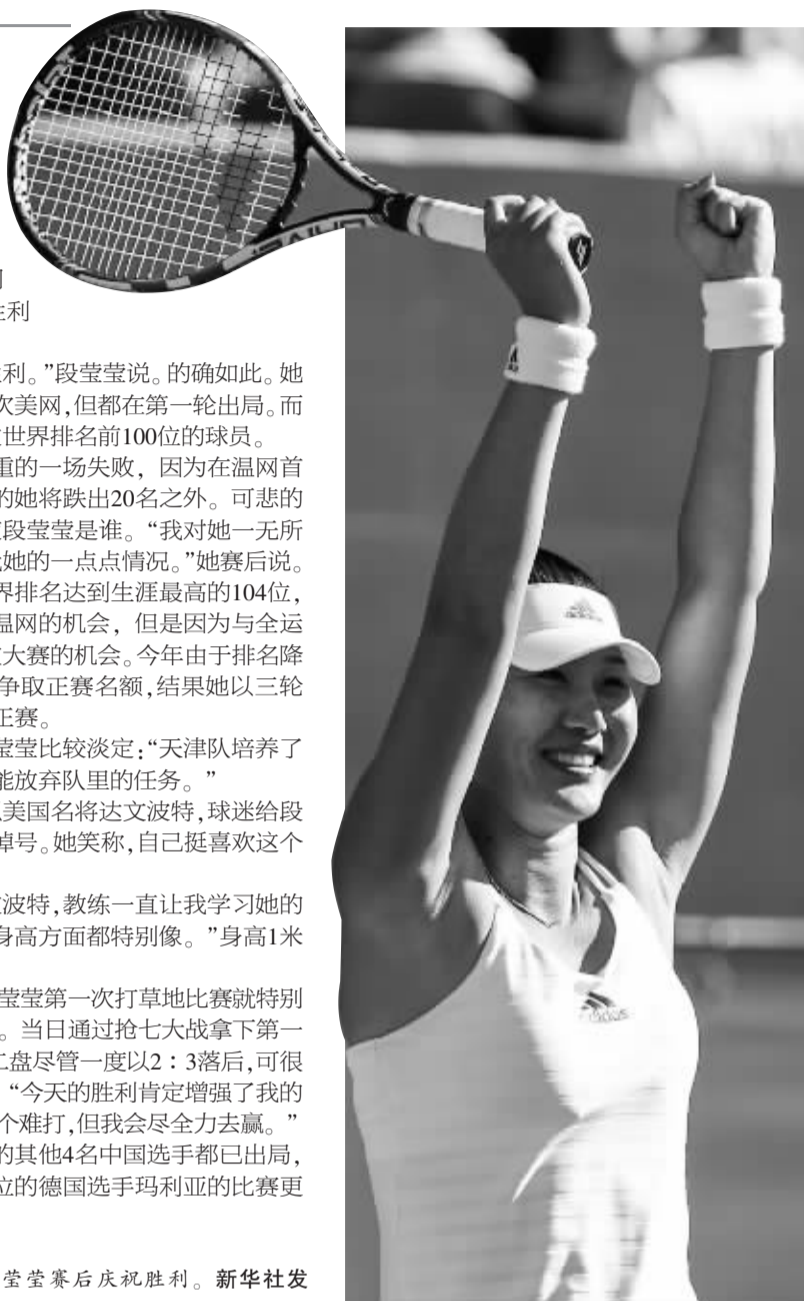 胜利
利。”段莹莹说。的确如此。她
次美网,但都在第一轮出局。而
世界排名前100位的球员。
重的一场失败，因为在温网首
的她将跌出20名之外。可悲的
段莹莹是谁。“我对她一无所
她的一点点情况。”她赛后说。
界排名达到生涯最高的104位，
温网的机会，但是因为与全运
大赛的机会。今年由于排名降
争取正赛名额,结果她以三轮
正赛。
莹莹比较淡定：“天津队培养了
能放弃队里的任务。”
美国名将达文波特,球迷给段
绰号。她笑称,自己挺喜欢这个
波特,教练一直让我学习她的
身高方面都特别像。”身高1米
莹莹第一次打草地比赛就特别
。当日通过抢七大战拿下第一
二盘尽管一度以2：3落后,可很
“今天的胜利肯定增强了我的
个难打,但我会尽全力去赢。”
的其他4名中国选手都已出局，
位的德国选手玛利亚的比赛更
莹莹赛后庆祝胜利。新华社发
adidas
adidas